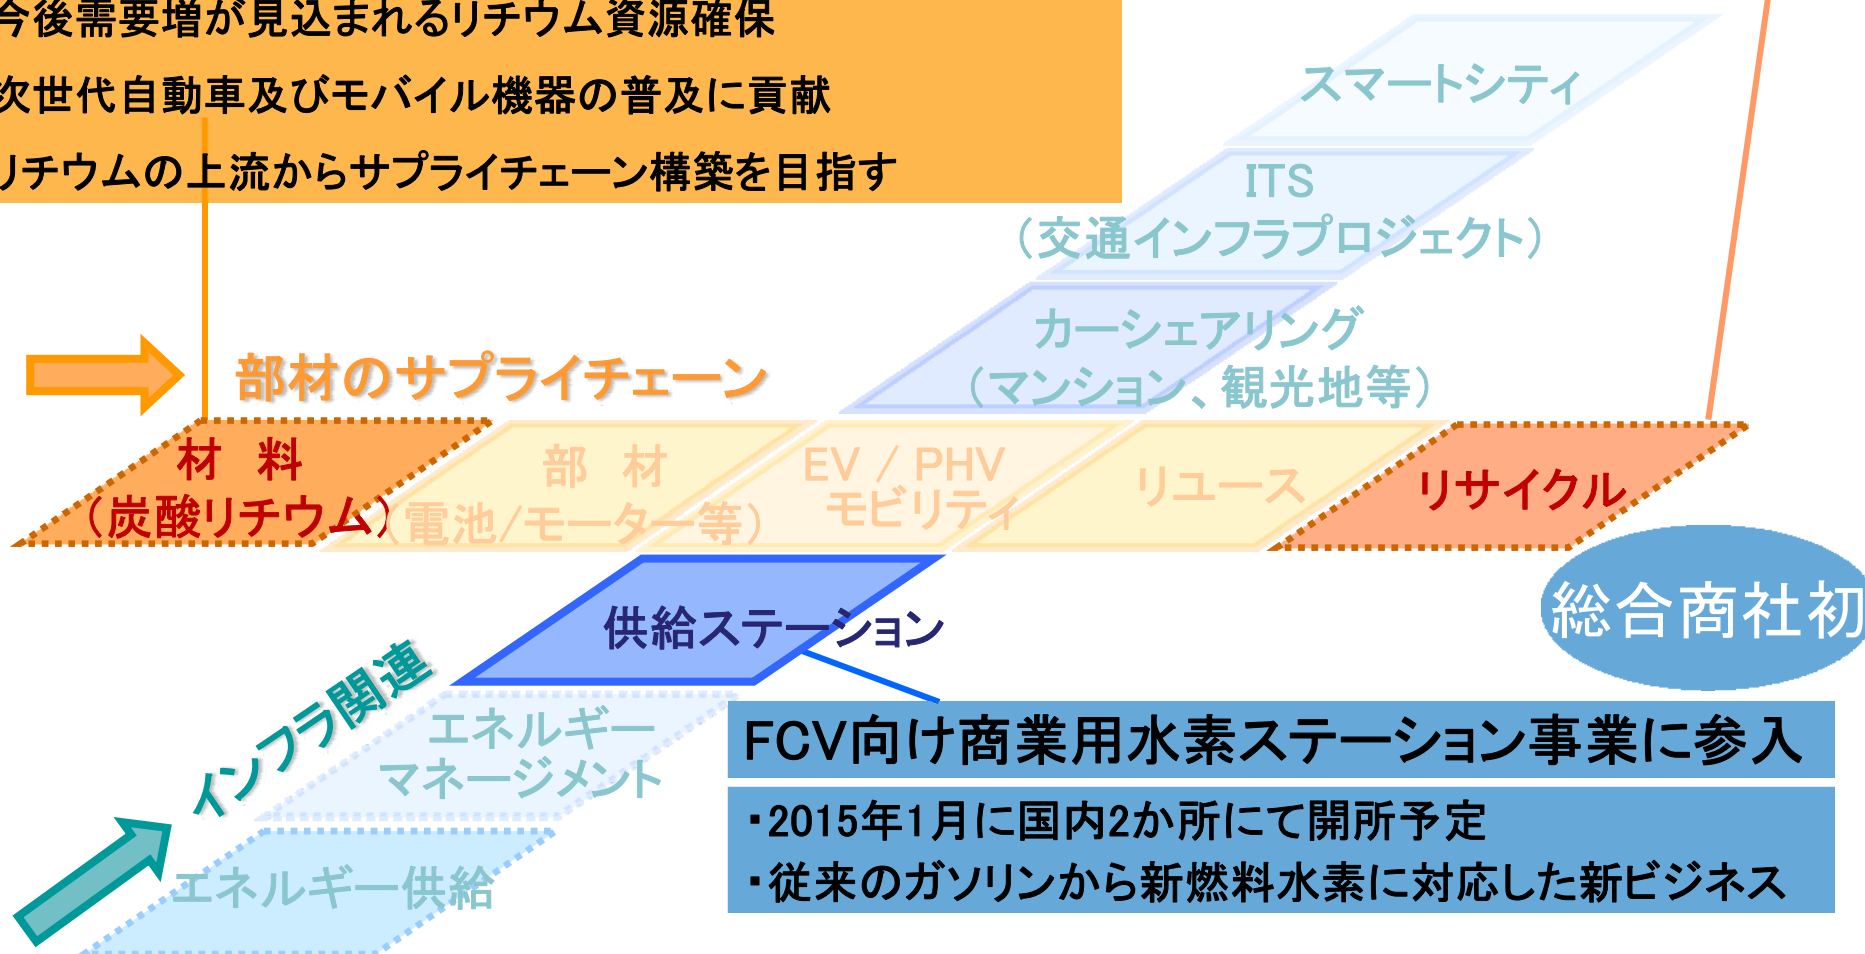 今後需要増が見込まれるリチウム資源確保
次世代自動車及びモバイル機器の普及に貢献
リチウムの上流からサプライチェーン構築を目指す
スマートシティ
ITS
（交通インフラプロジェクト）
カーシェアリング
（マンション、観光地等）
部材のサプライチェーン
材　料
（炭酸リチウム）
部　材
（電池/モーター等）
EV / PHV
モビリティ
リユース
リサイクル
総合商社初
供給ステーション
インフラ関連
エネルギー
マネージメント
エネルギー供給
FCV向け商業用水素ステーション事業に参入
・2015年1月に国内2か所にて開所予定
・従来のガソリンから新燃料水素に対応した新ビジネス